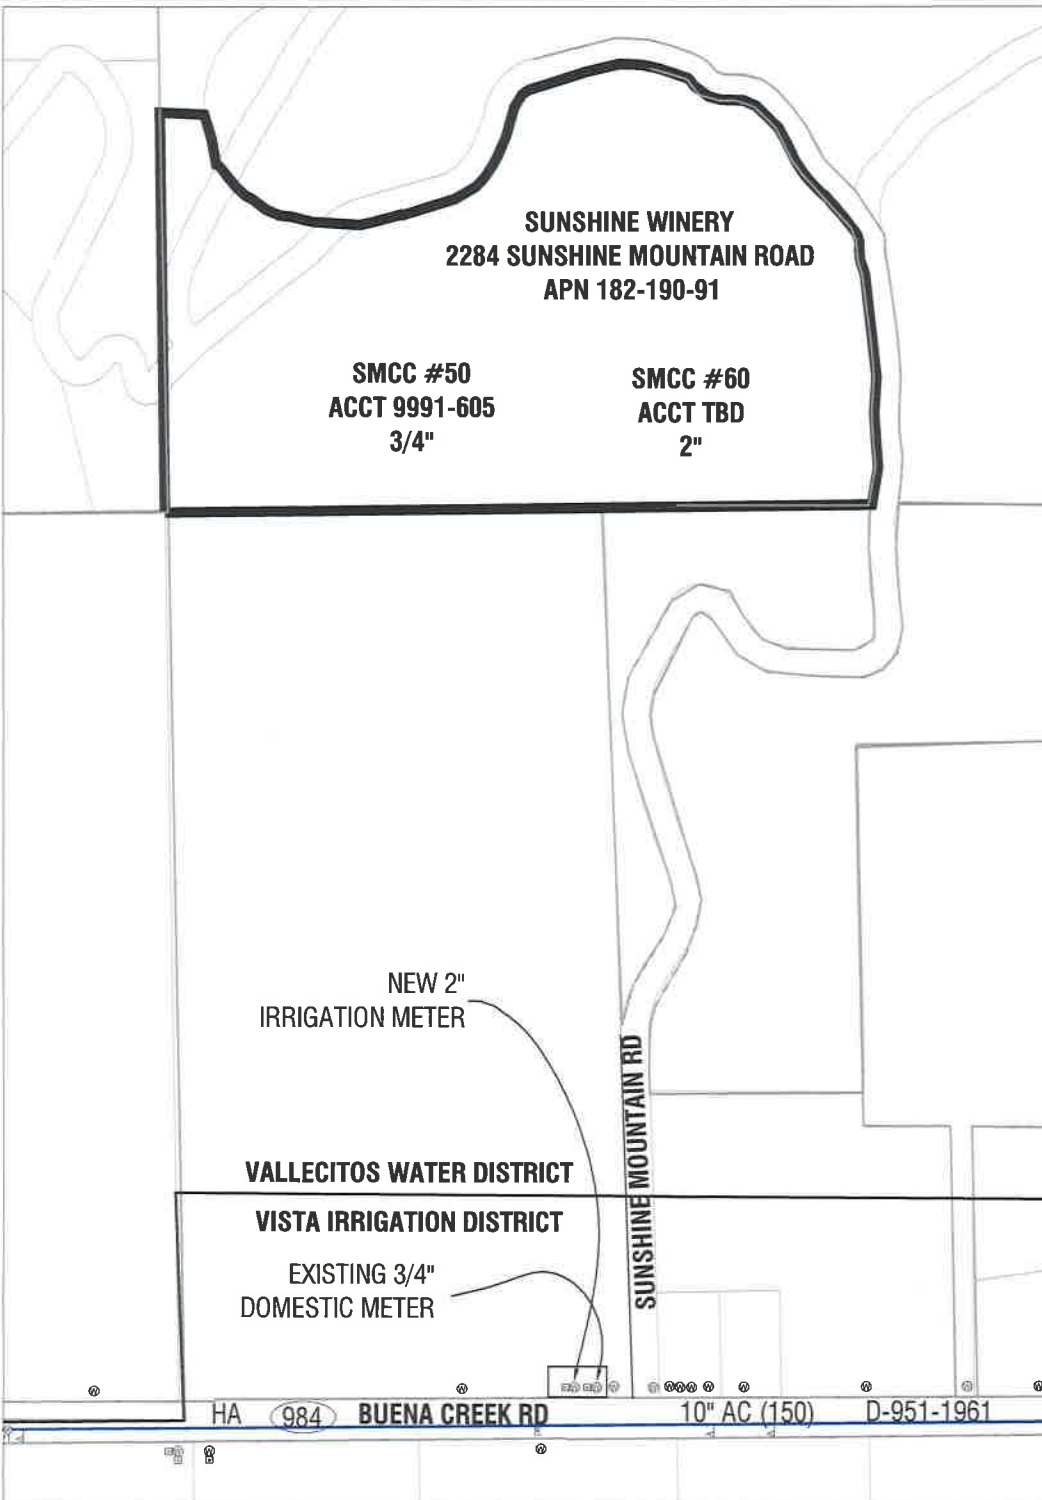 SUNSHINE WINERY
2284 SUNSHINE MOUNTAIN ROAD
APN 182-190-91
SMCC #50
ACCT 9991-605
3/4"
SMCC #60
ACCT TBD
2"
NEW 2"
IRRIGATION METER
SUNSHINE MOUNTAIN RD
VALLECITOS WATER DISTRICT
VISTA IRRIGATION DISTRICT
EXISTING 3/4"
DOMESTIC METER
HA 984 BUENA CREEK RD 10" AC (150) D-951-1961